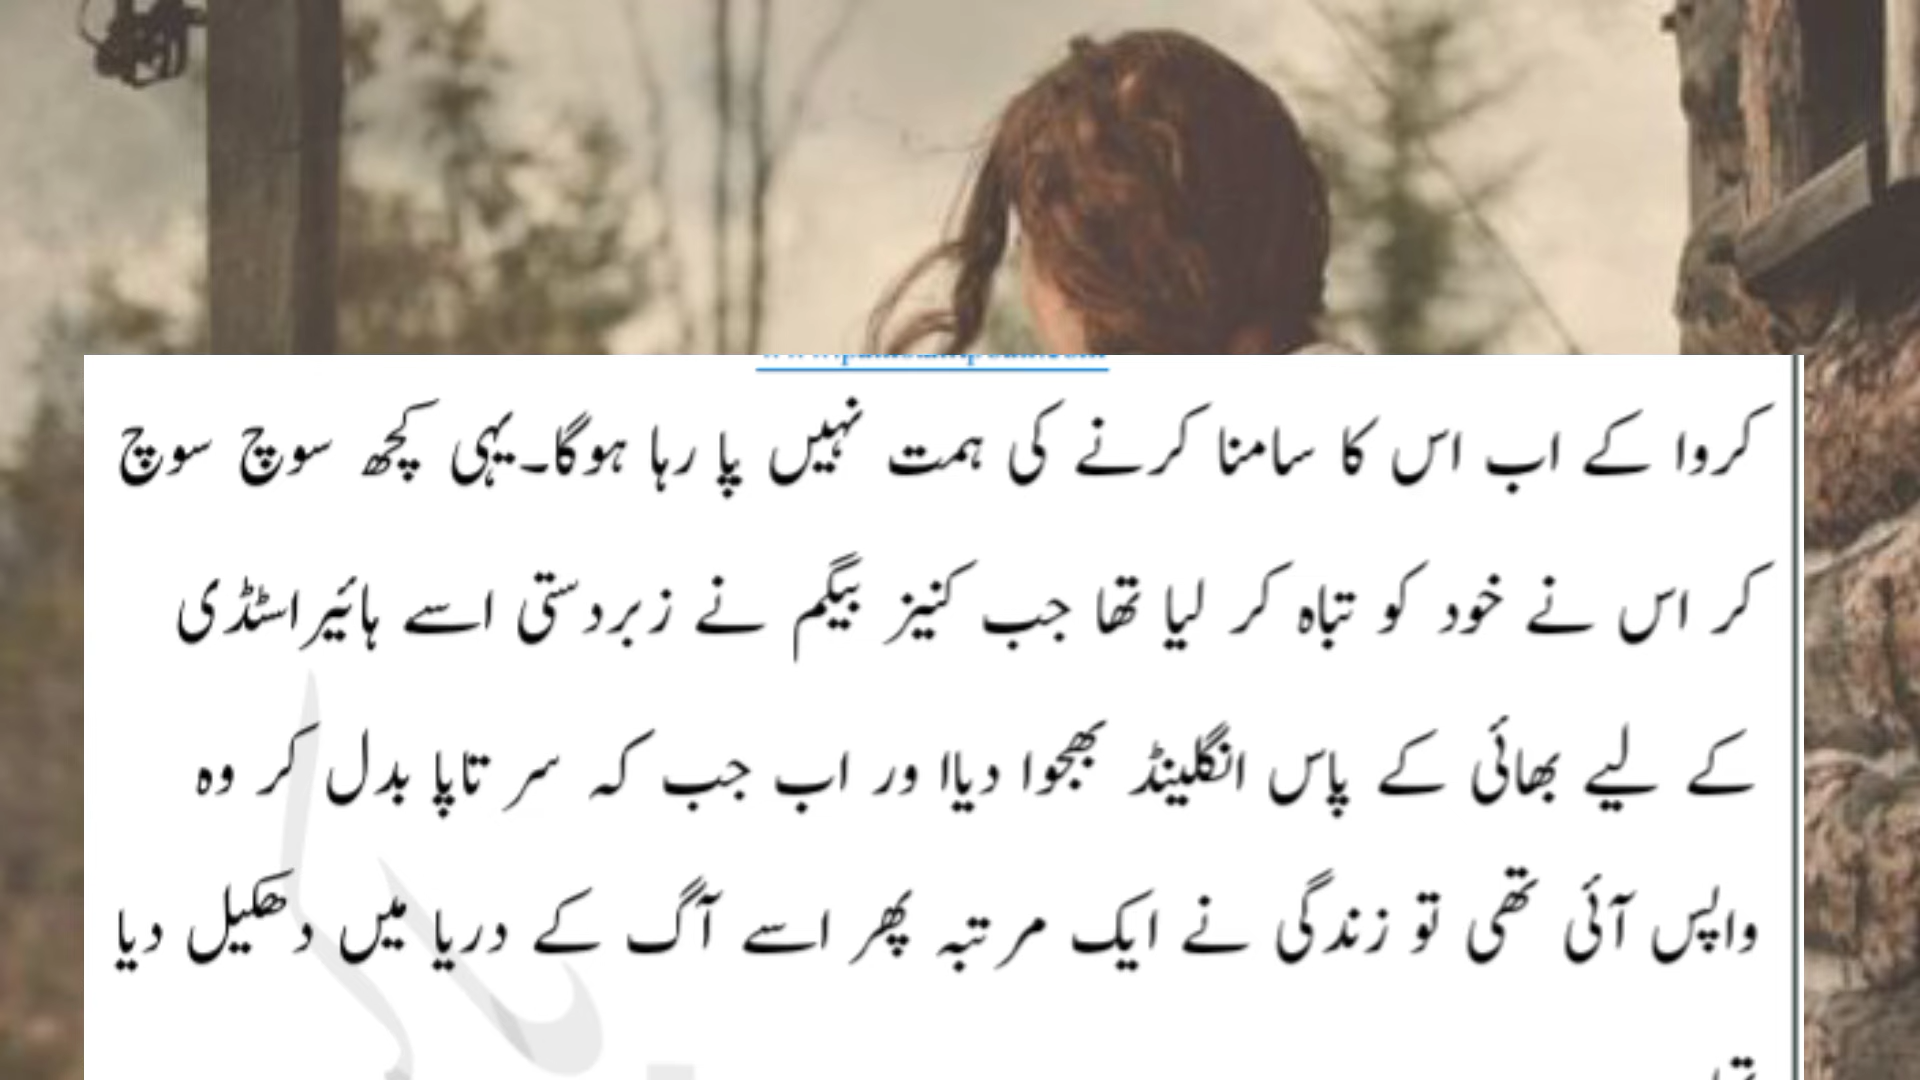 کروا کے اب اس کا سامنا کرنے کی ہمت نہیں پا رہا ہوگا۔یہی کچھ سوچ سوچ
کر اس نے خود کو تباہ کر لیا تھا جب کنیز بیگم نے زبردستی اسے ہائیراسٹڈی
کے لیے بھائی کے پاس انگلینڈ بھجوا دیاا ور اب جب کہ سر تاپا بدل کر وہ
واپس آئی تھی تو زندگی نے ایک مرتبہ پھر اسے آگ کے دریا میں دھکیل دیا